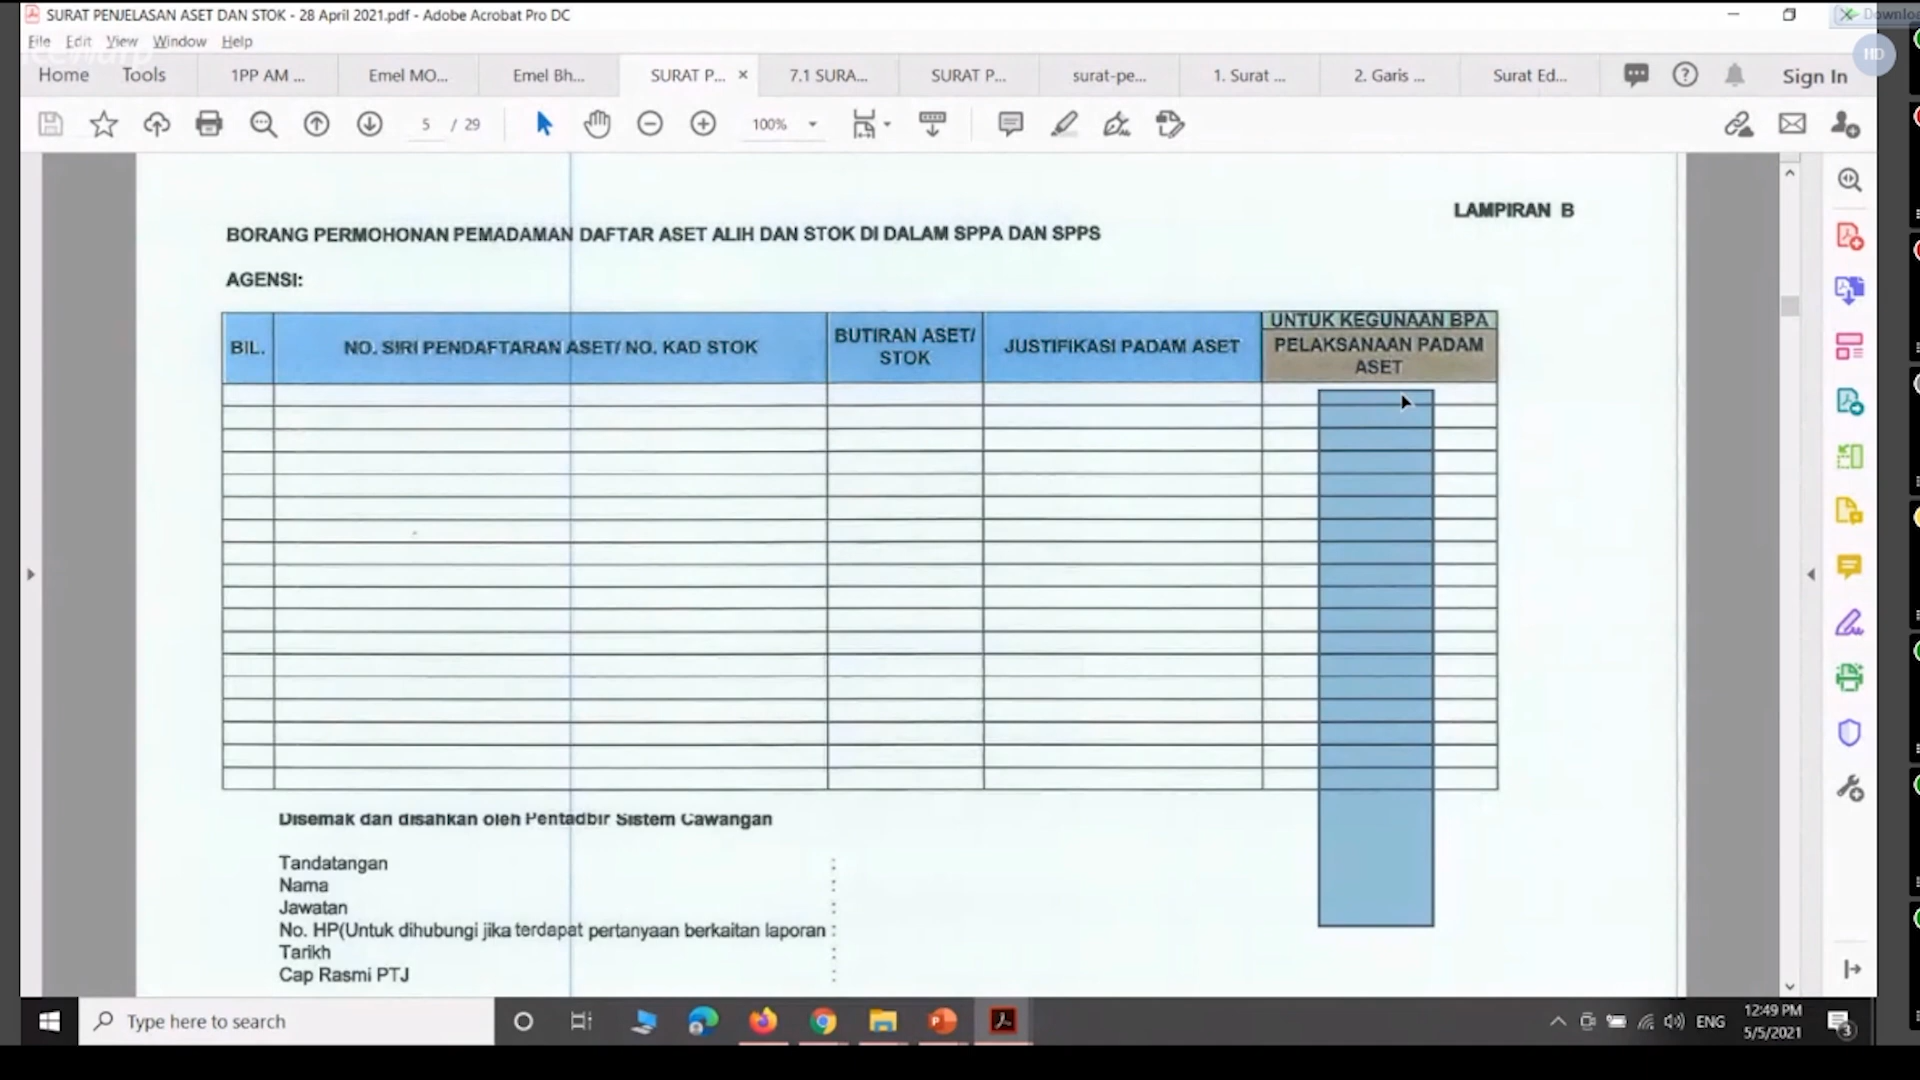 SURAT PENJELASAN ASET DAN STOK - 28 April 2021.pdf - Adobe Acrobat Pro DC
File Edit View Window Help
HD
Home Tools 1PP AM ... Emel MO... Emel Bh... SURAT P... × 7.1 SURA... SURAT P... surat-pe... 1. Surat ... 2. Garis ... Surat Ed... Sign In
5 / 29 100%
LAMPIRAN B
BORANG PERMOHONAN PEMADAMAN DAFTAR ASET ALIH DAN STOK DI DALAM SPPA DAN SPPS
AGENSI:
BIL. NO. SIRI PENDAFTARAN ASET/ NO. KAD STOK BUTIRAN ASET/ STOK JUSTIFIKASI PADAM ASET
UNTUK KEGUNAAN BPA
PELAKSANAAN PADAM
ASET
Disemak dan disahkan oleh Pentadbir Sistem Cawangan
Tandatangan :
Nama :
Jawatan :
No. HP(Untuk dihubungi jika terdapat pertanyaan berkaitan laporan :
Tarikh :
Cap Rasmi PTJ :
Type here to search
ENG
12:49 PM
5/5/2021
3